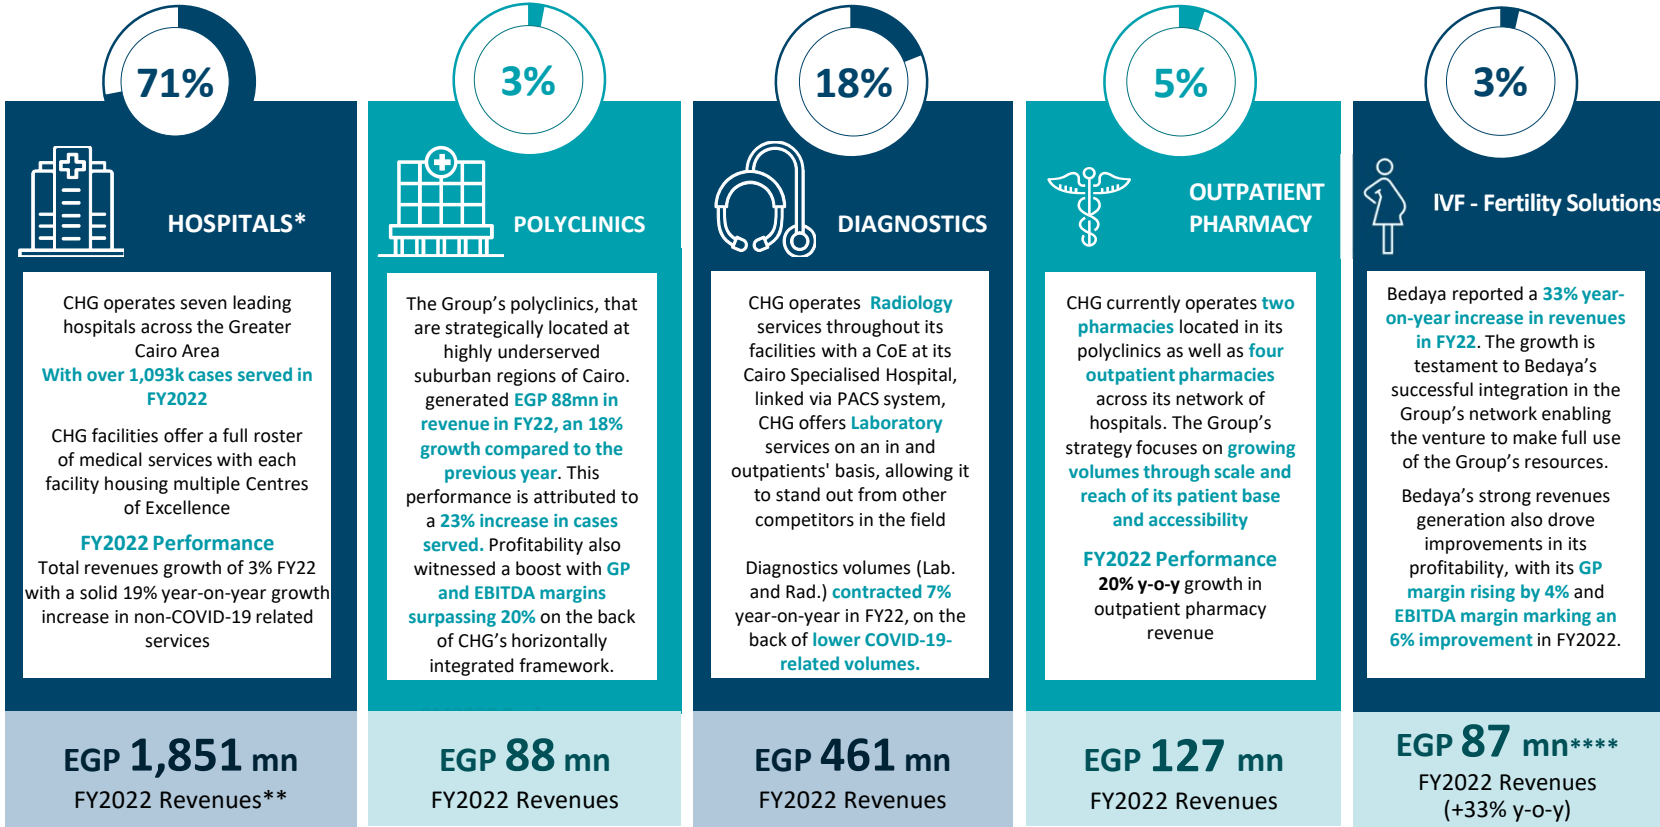 71%
HOSPITALS*
CHG operates seven leading
hospitals across the Greater
Cairo Area
With over 1,093k cases served in
FY2022
CHG facilities offer a full roster
of medical services with each
facility housing multiple Centres
of Excellence
FY2022 Performance
Total revenues growth of 3% FY22
with a solid 19% year-on-year growth
increase in non-COVID-19 related
services
EGP 1,851 mn
FY2022 Revenues**
3%
POLYCLINICS
The Group’s polyclinics, that
are strategically located at
highly underserved
suburban regions of Cairo.
generated EGP 88mn in
revenue in FY22, an 18%
growth compared to the
previous year. This
performance is attributed to
a 23% increase in cases
served. Profitability also
witnessed a boost with GP
and EBITDA margins
surpassing 20% on the back
of CHG’s horizontally
integrated framework.
EGP 88 mn
FY2022 Revenues
18%
DIAGNOSTICS
CHG operates Radiology
services throughout its
facilities with a CoE at its
Cairo Specialised Hospital,
linked via PACS system,
CHG offers Laboratory
services on an in and
outpatients' basis, allowing it
to stand out from other
competitors in the field
Diagnostics volumes (Lab.
and Rad.) contracted 7%
year-on-year in FY22, on the
back of lower COVID-19-
related volumes.
EGP 461 mn
FY2022 Revenues
5%
OUTPATIENT
PHARMACY
CHG currently operates two
pharmacies located in its
polyclinics as well as four
outpatient pharmacies
across its network of
hospitals. The Group’s
strategy focuses on growing
volumes through scale and
reach of its patient base
and accessibility
FY2022 Performance
20% y-o-y growth in
outpatient pharmacy
revenue
EGP 127 mn
FY2022 Revenues
3%
IVF - Fertility Solutions
Bedaya reported a 33% year-
on-year increase in revenues
in FY22. The growth is
testament to Bedaya’s
successful integration in the
Group’s network enabling
the venture to make full use
of the Group’s resources.
Bedaya’s strong revenues
generation also drove
improvements in its
profitability, with its GP
margin rising by 4% and
EBITDA margin marking an
6% improvement in FY2022.
EGP 87 mn****
FY2022 Revenues
(+33% y-o-y)